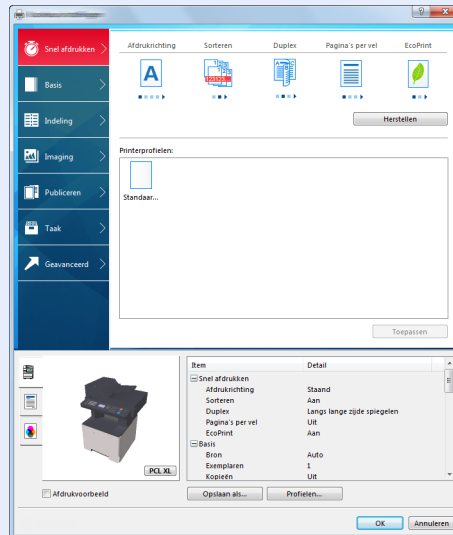 Snel afdrukken
Basis
Indeling
Imaging
Publiceren
Taak
Geavanceerd
Afdrukrichting Sorteren Duplex Pagina's per vel EcoPrint
A
123123
Herstellen
Printerprofielen:
Standaar...
Toepassen
Item Detail
Snel afdrukken
Afdrukrichting Staand
Sorteren Aan
Duplex Langs lange zijde spiegelen
Pagina's per vel Uit
EcoPrint Aan
Basis
Bron Auto
Exemplaren 1
Kopieën Uit
PCL XL
Afdrukvoorbeeld
Opslaan als... Profielen...
OK Annuleren